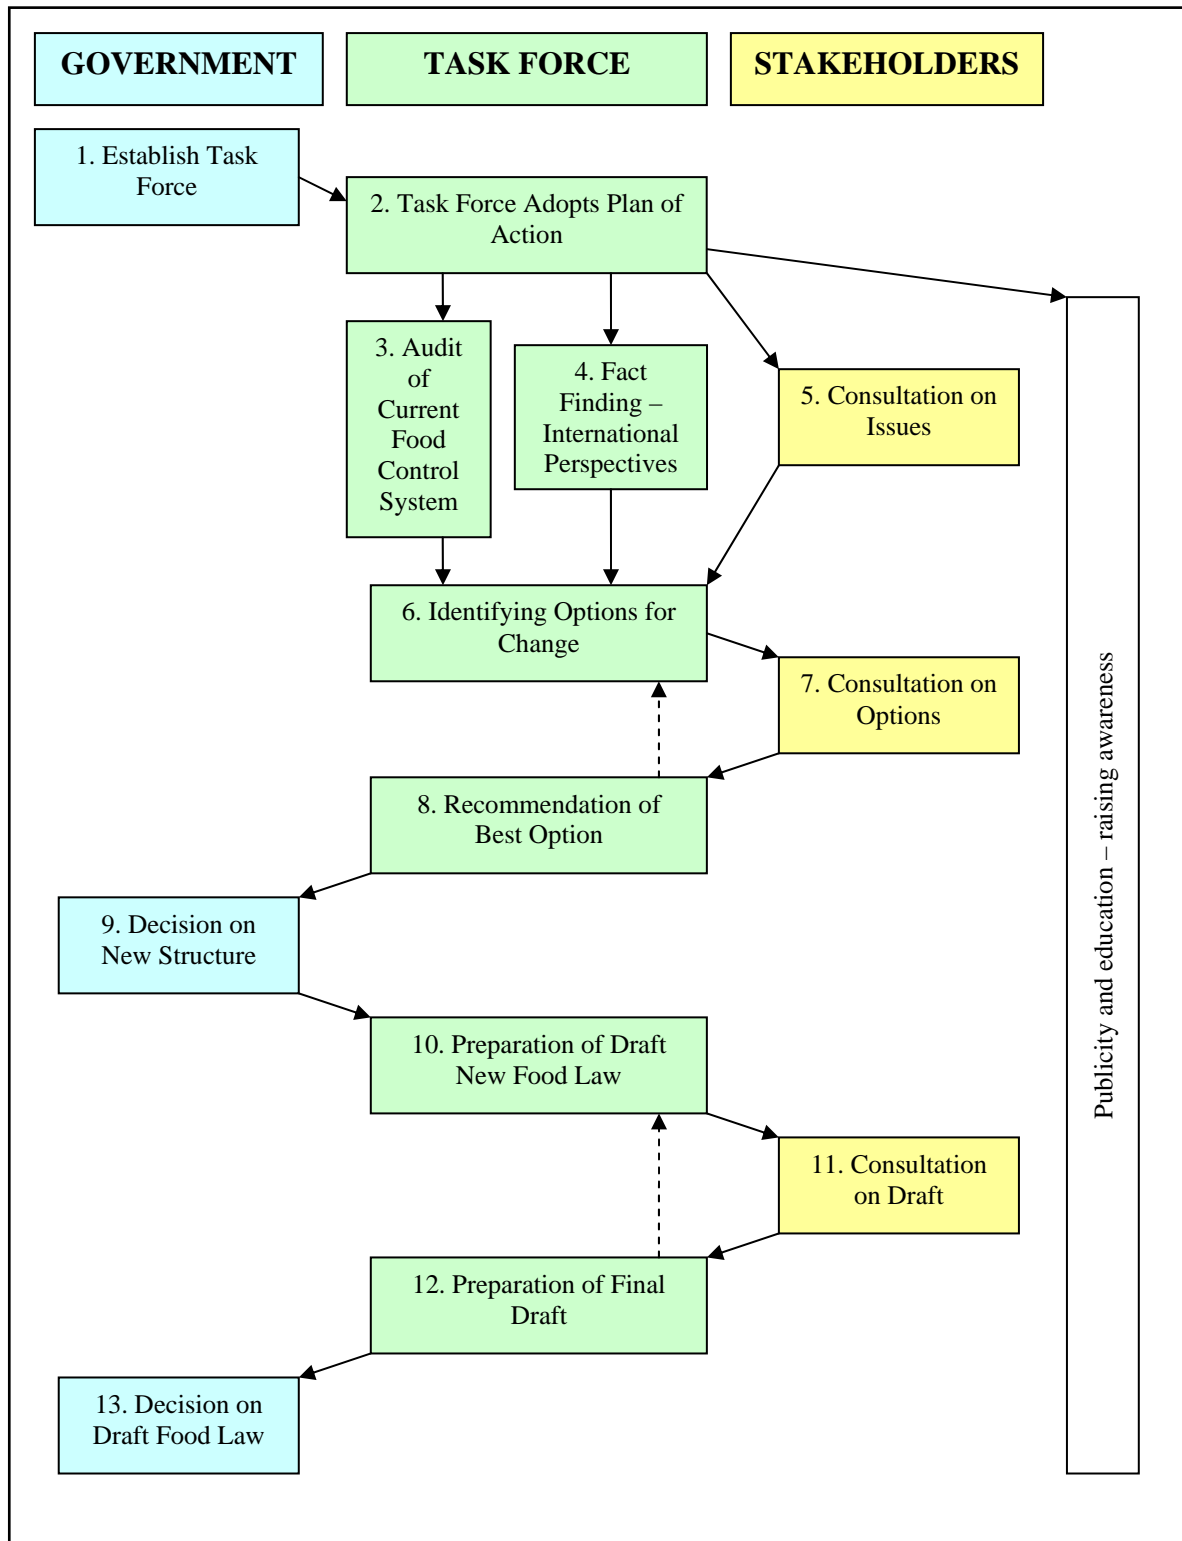 GOVERNMENT
TASK FORCE
STAKEHOLDERS
1. Establish Task
Force
2. Task Force Adopts Plan of
Action
3. Audit
of
Current
Food
Control
System
4. Fact
Finding –
International
Perspectives
5. Consultation on
Issues
6. Identifying Options for
Change
7. Consultation on
Options
8. Recommendation of
Best Option
9. Decision on
New Structure
10. Preparation of Draft
New Food Law
11. Consultation
on Draft
12. Preparation of Final
Draft
13. Decision on
Draft Food Law
Publicity and education – raising awareness